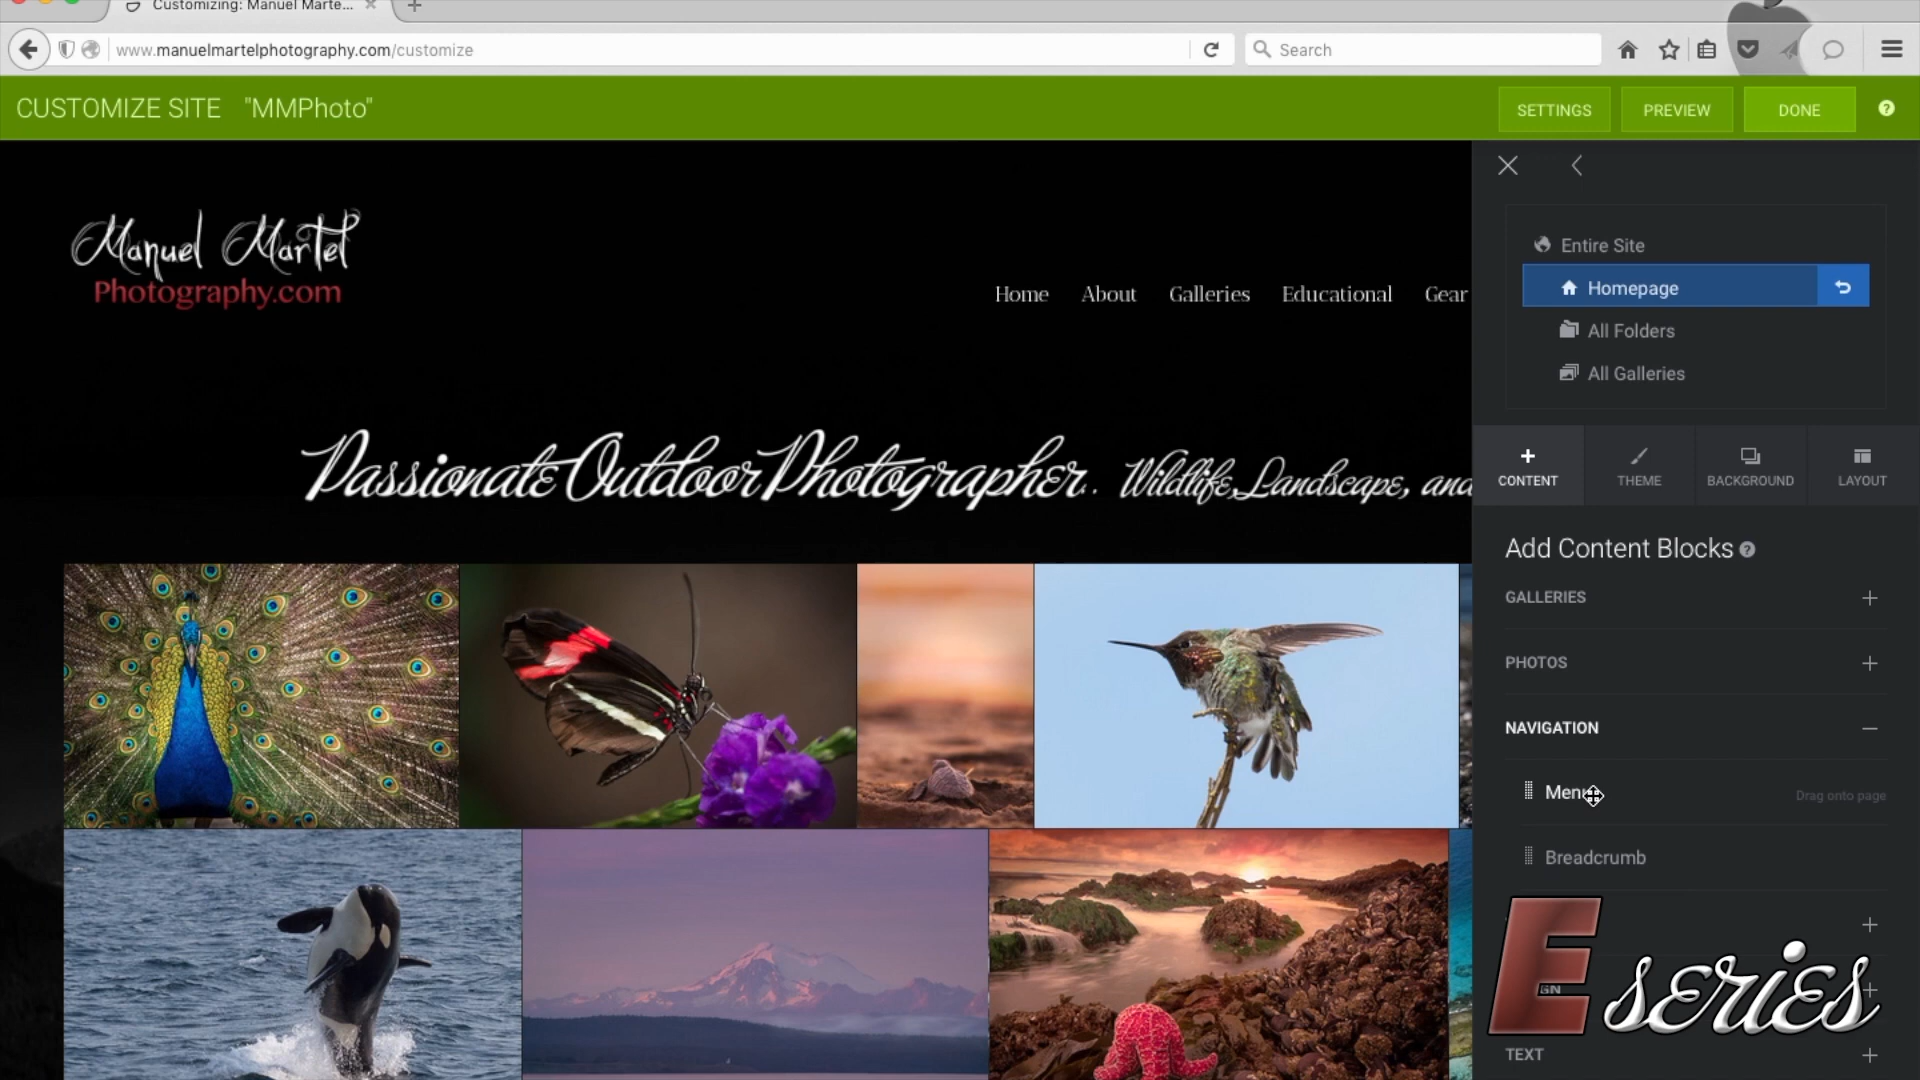 Customizing: Manuel Marte...
www.manuelmartelphotography.com/customize
Search
CUSTOMIZE SITE "MMPhoto"
SETTINGS
PREVIEW
DONE
Manuel Martel
Photography.com
Home About Galleries Educational Gear
Passionate Outdoor Photographer.. Wildlife, Landscape, and
Entire Site
Homepage
All Folders
All Galleries
CONTENT
THEME
BACKGROUND
LAYOUT
Add Content Blocks
GALLERIES
PHOTOS
NAVIGATION
Menu
Drag onto page
Breadcrumb
E series
TEXT